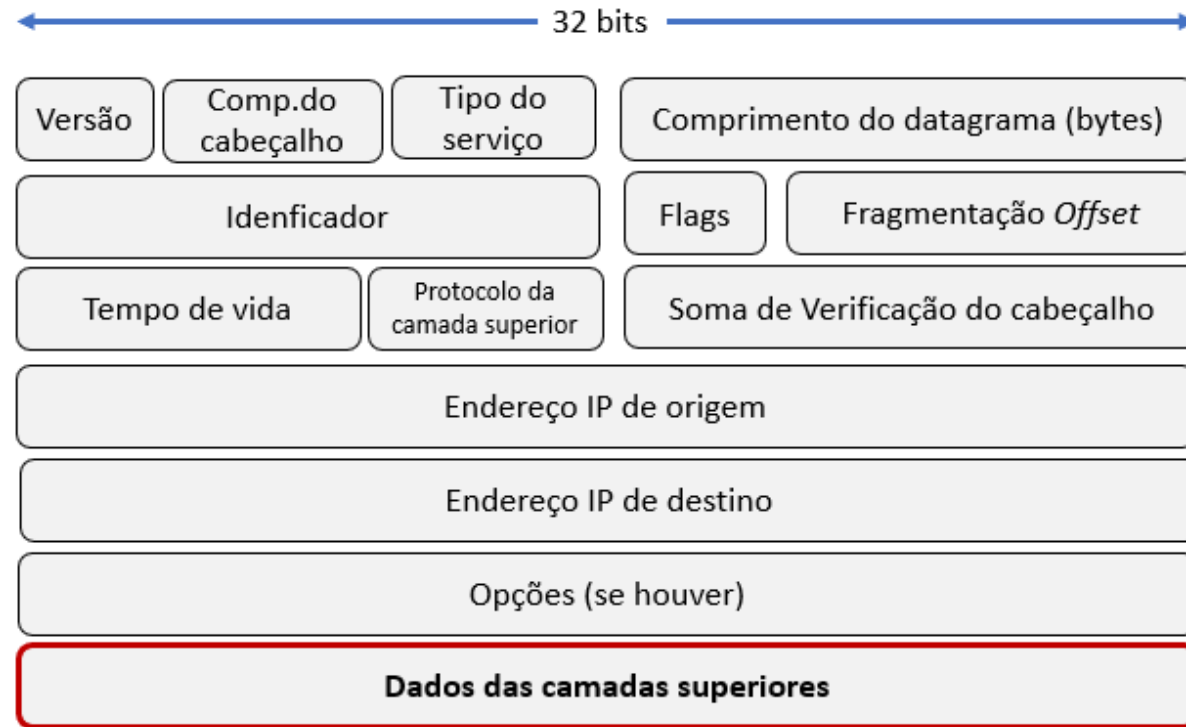 32 bits
Versão
Comp.do
cabeçalho
Tipo do
serviço
Comprimento do datagrama (bytes)
Idenficador
Flags
Fragmentação Offset
Tempo de vida
Protocolo da
camada superior
Soma de Verificação do cabeçalho
Endereço IP de origem
Endereço IP de destino
Opções (se houver)
Dados das camadas superiores